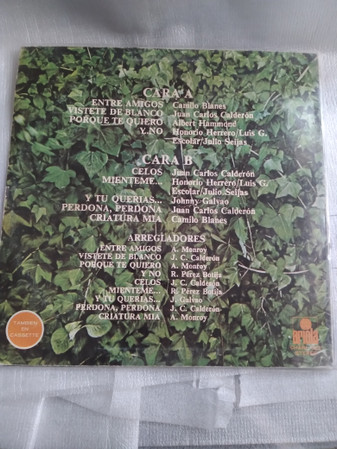 CARA A
ENTRE AMIGOS Camilo Blanes
VISTETE DE BLANCO Juan Carlos Calderón
PORQUE TE QUIERO Albert Hammond
Y NO Honorio Herrero/Luis G.
Escolar/Julio Seijas
CARA B
CELOS Juan Carlos Calderón
MIENTEME... Honorio Herrero/Luis G.
Escolar/Julio Seijas
Y TU QUERIAS... Johnny Galvao
PERDONA, PERDONA Juan Carlos Calderón
CRIATURA MIA Camilo Blanes
ARREGLADORES
ENTRE AMIGOS A. Monroy
VISTETE DE BLANCO J. C. Calderón
PORQUE TE QUIERO A. Monroy
Y NO R. Pérez Botija
CELOS J. C. Calderón
MIENTEME... R. Pérez Botija
Y TU QUERIAS... J. Galvao
PERDONA, PERDONA J. C. Calderón
CRIATURA MIA A. Monroy
TAMBIEN
EN
CASSETTE
ariola